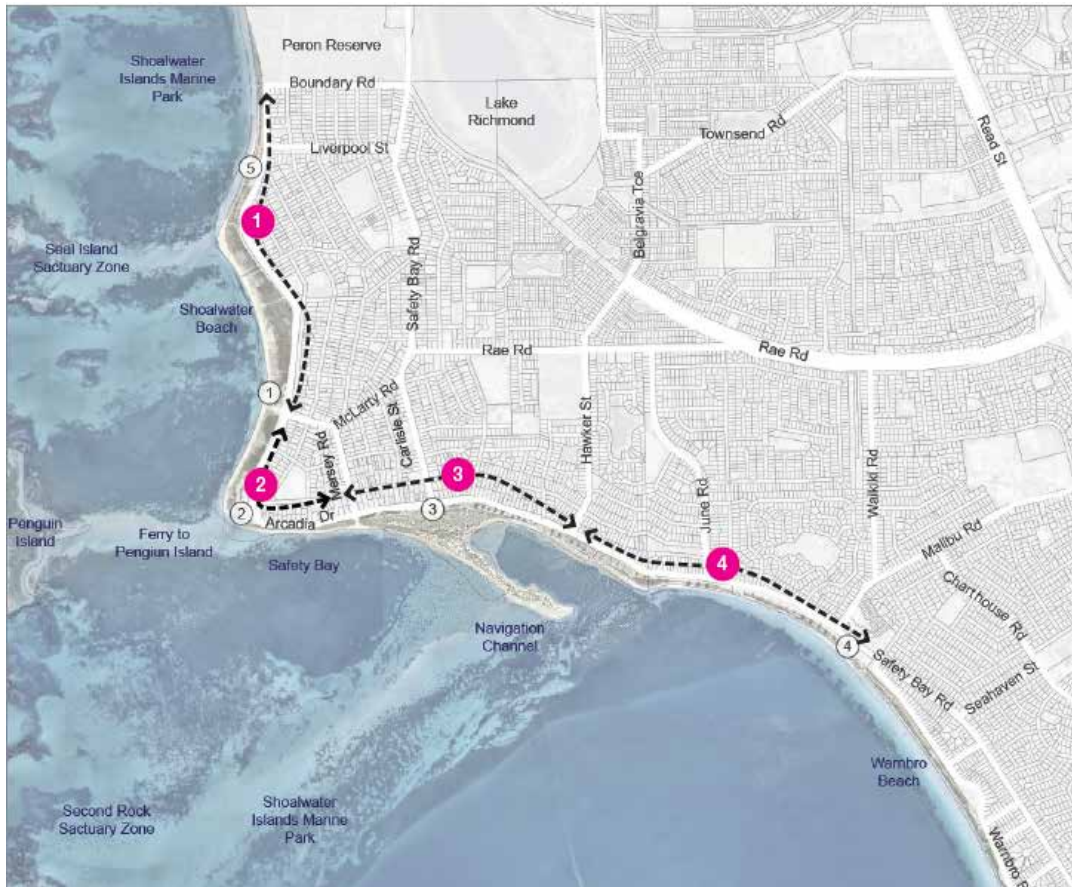 Peron Reserve
Shoalwater
Islands Marine
Park
Boundary Rd
Lake
Richmond
Townsend Rd
Read St
Liverpool St
5
1
Belgravia Tce
Safety Bay Rd
Seal Island
Sactuary Zone
Shoalwater
Beach
Rae Rd
Rae Rd
1
McLarty Rd
Carlisle St
Hawker St
Mersey Rd
Waikiki Rd
2
3
3
June Rd
2
Arcadia Dr
Penguin
Island
Ferry to
Pengiun Island
Safety Bay
Malibu Rd
4
Charthouse Rd
Navigation
Channel
4
Safety Bay Rd
Seahaven St
Warnbro
Beach
Second Rock
Sactuary Zone
Shoalwater
Islands Marine
Park
Warnbro